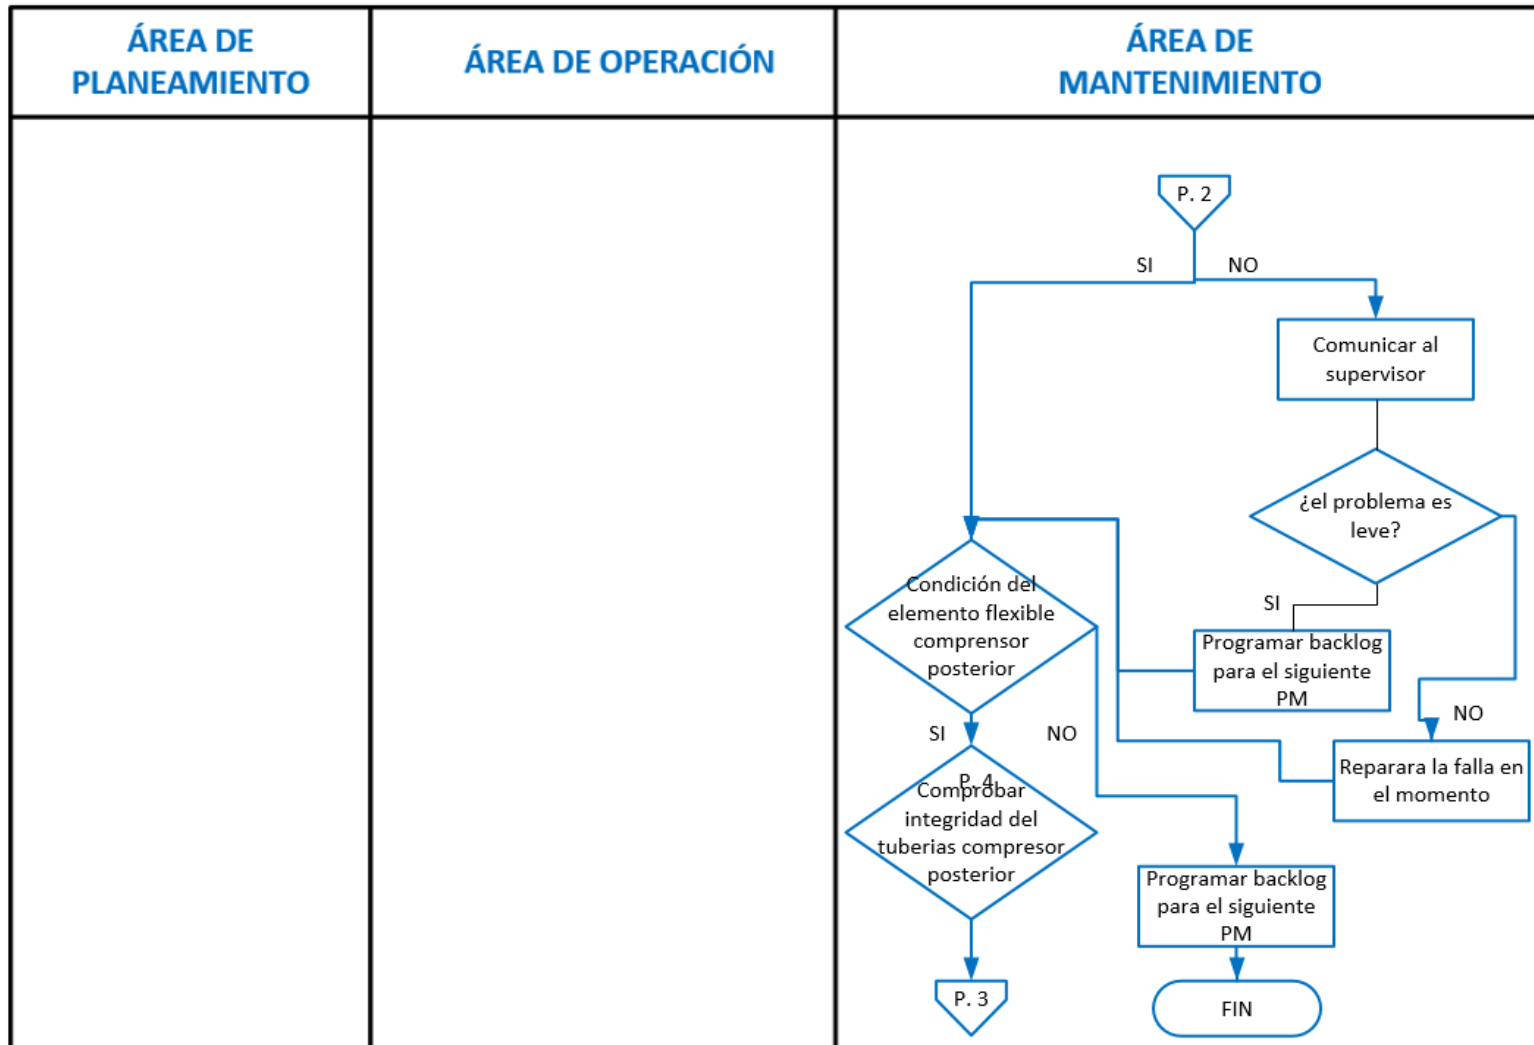 ÁREA DE
PLANEAMIENTO
ÁREA DE OPERACIÓN
ÁREA DE
MANTENIMIENTO
P. 2
SI
NO
Comunicar al
supervisor
¿el problema es
leve?
SI
Programar backlog
para el siguiente
PM
NO
Reparara la falla en
el momento
Condición del
elemento flexible
comprensor
posterior
SI
NO
P. 4
Comprobar
integridad del
tuberias compresor
posterior
Programar backlog
para el siguiente
PM
P. 3
FIN